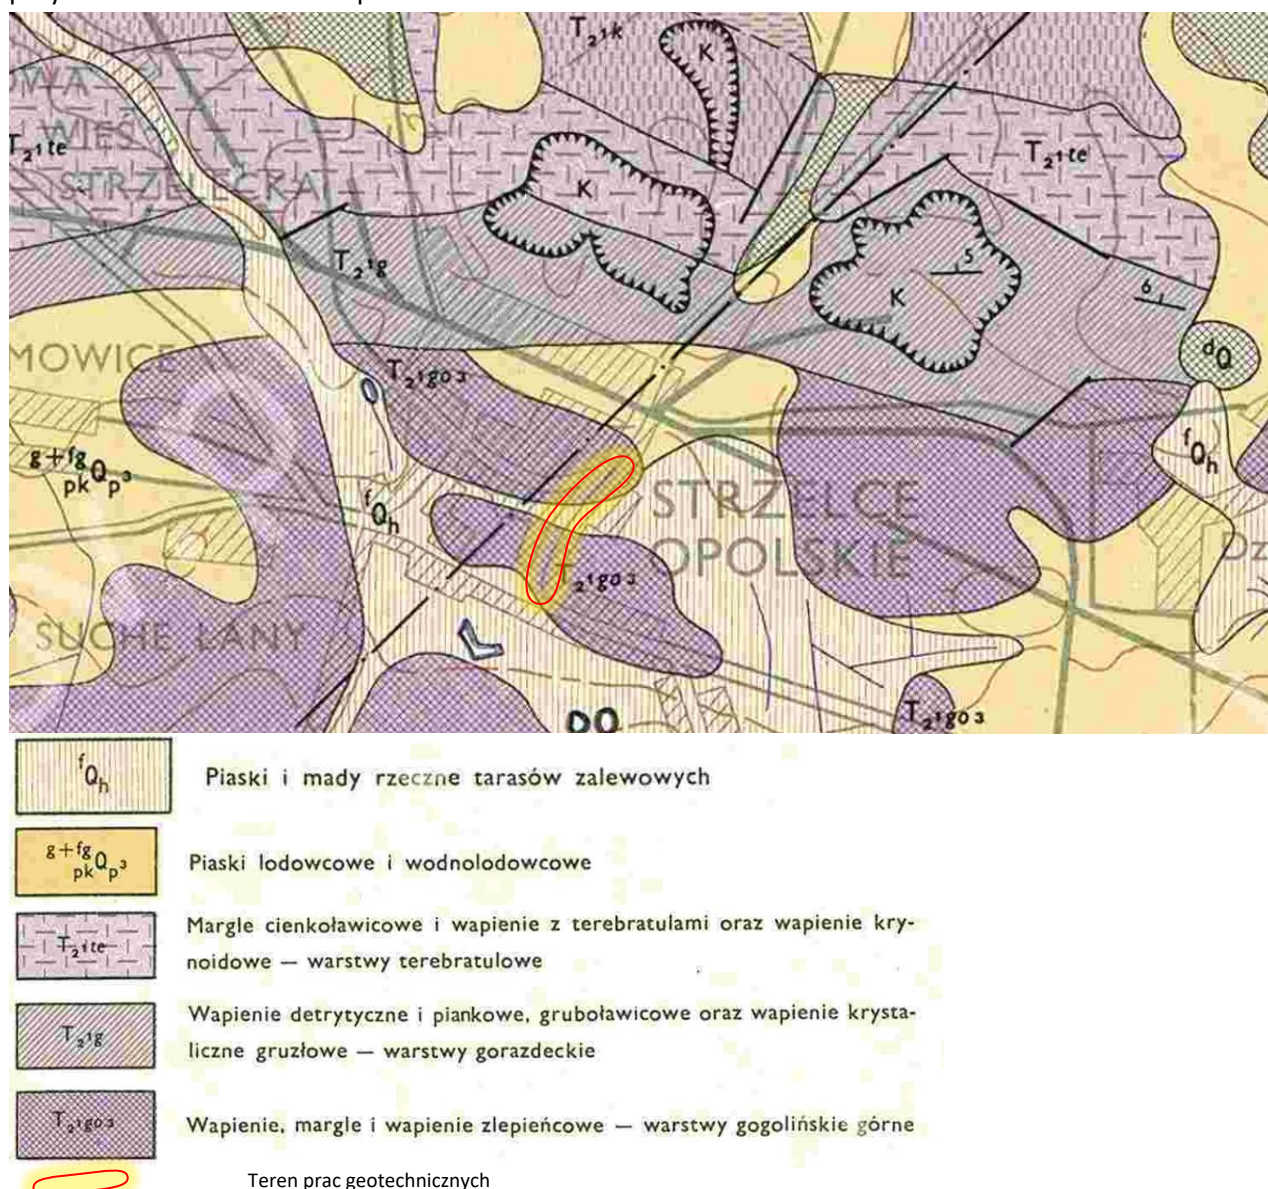 T₂¹k
K
OWA
WIEŚ
STRZELECKA
T₂¹te
T₂¹te
K
T₂¹g
5
K
6
MOWICE
T₂¹go3
dQ
g+fg
pkQp³
fQh
fQh
STRZELCE
OPOLSKIE
Dz
₂¹go3
SUCHE ŁANY
T₂¹go3
fQh
Piaski i mady rzeczne tarasów zalewowych
g+fg
pkQp³
Piaski lodowcowe i wodnolodowcowe
T₂¹te
Margle cienkoławicowe i wapienie z terebratulami oraz wapienie kry-
noidowe — warstwy terebratulowe
T₂¹g
Wapienie detrytyczne i piankowe, gruboławicowe oraz wapienie krysta-
liczne gruzłowe — warstwy gorazdeckie
T₂¹go3
Wapienie, margle i wapienie zlepieńcowe — warstwy gogolińskie górne
Teren prac geotechnicznych